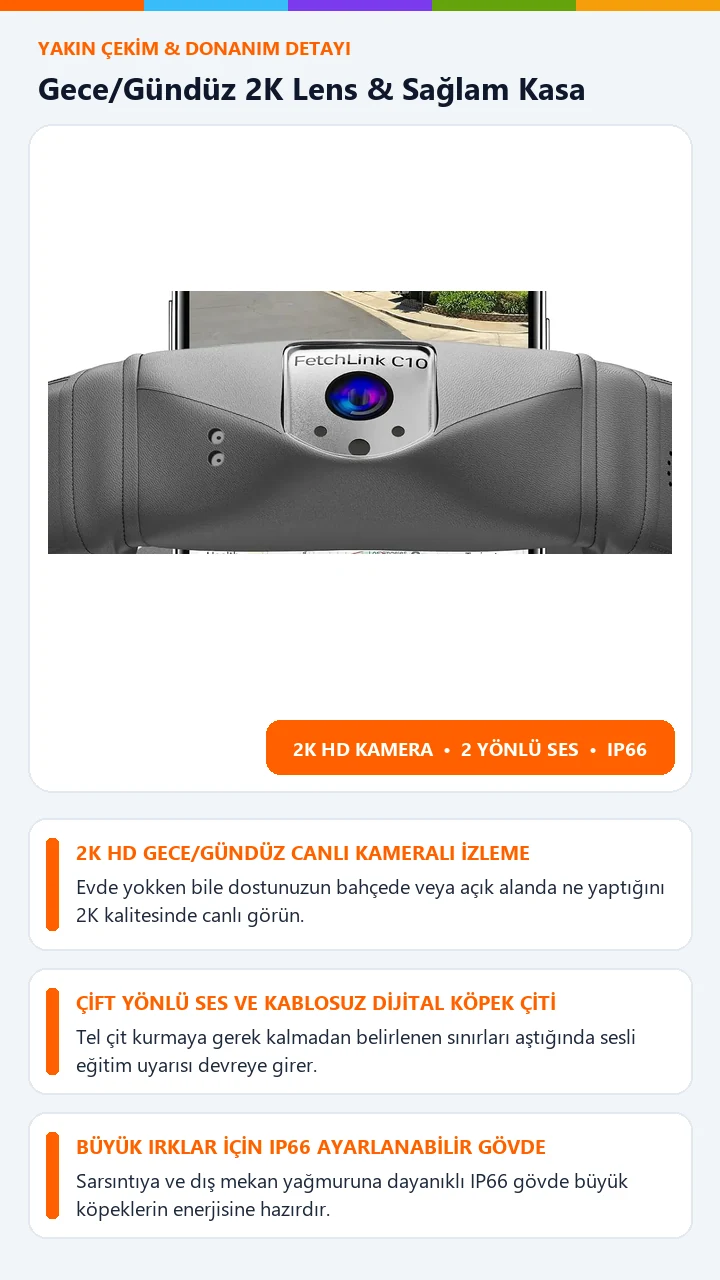 YAKIN ÇEKİM & DONANIM DETAYI
Gece/Gündüz 2K Lens & Sağlam Kasa
FetchLink C10
2K HD KAMERA • 2 YÖNLÜ SES • IP66
2K HD GECE/GÜNDÜZ CANLI KAMERALI İZLEME
Evde yokken bile dostunuzun bahçede veya açık alanda ne yaptığını
2K kalitesinde canlı görün.
ÇİFT YÖNLÜ SES VE KABLOSUZ DİJİTAL KÖPEK ÇİTİ
Tel çit kurmaya gerek kalmadan belirlenen sınırları aştığında sesli
eğitim uyarısı devreye girer.
BÜYÜK IRKLAR İÇİN IP66 AYARLANABİLİR GÖVDE
Sarsıntıya ve dış mekan yağmuruna dayanıklı IP66 gövde büyük
köpeklerin enerjisine hazırdır.